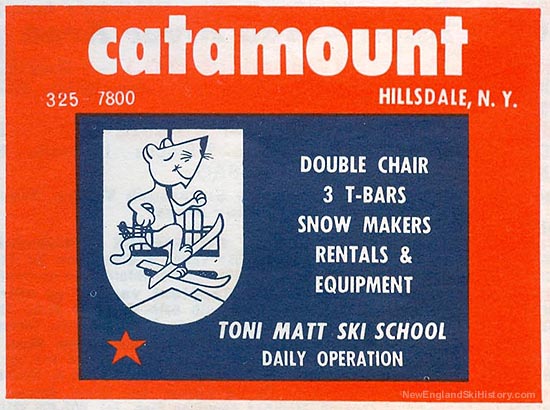 catamount
325 - 7800
HILLSDALE, N. Y.
DOUBLE CHAIR
3 T-BARS
SNOW MAKERS
RENTALS &
EQUIPMENT
TONI MATT SKI SCHOOL
DAILY OPERATION
NewEnglandSkiHistory.com